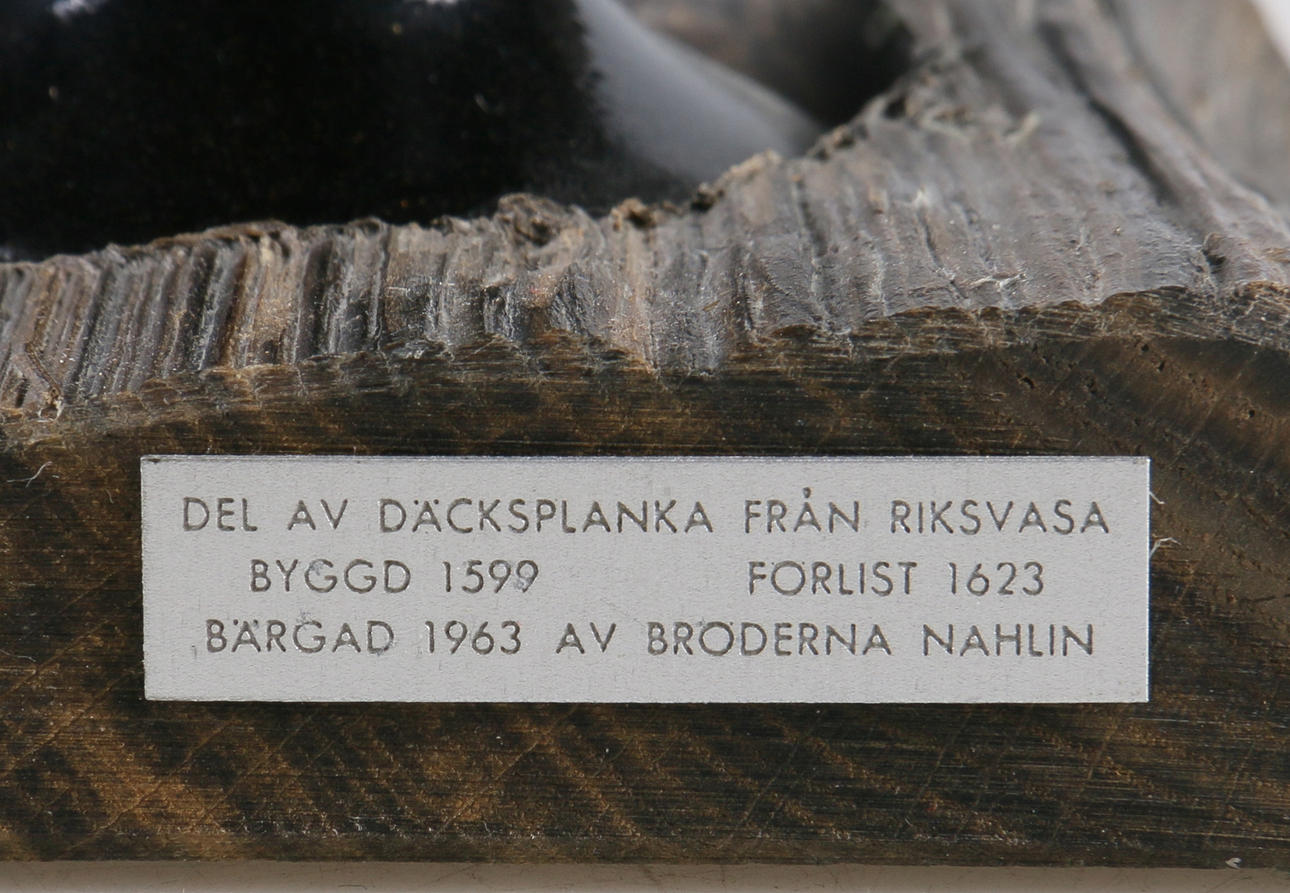 DEL AV DÄCKSPLANKA FRÅN RIKSVASA
BYGGD 1599 FÖRLIST 1623
BÄRGAD 1963 AV BRÖDERNA NAHLIN